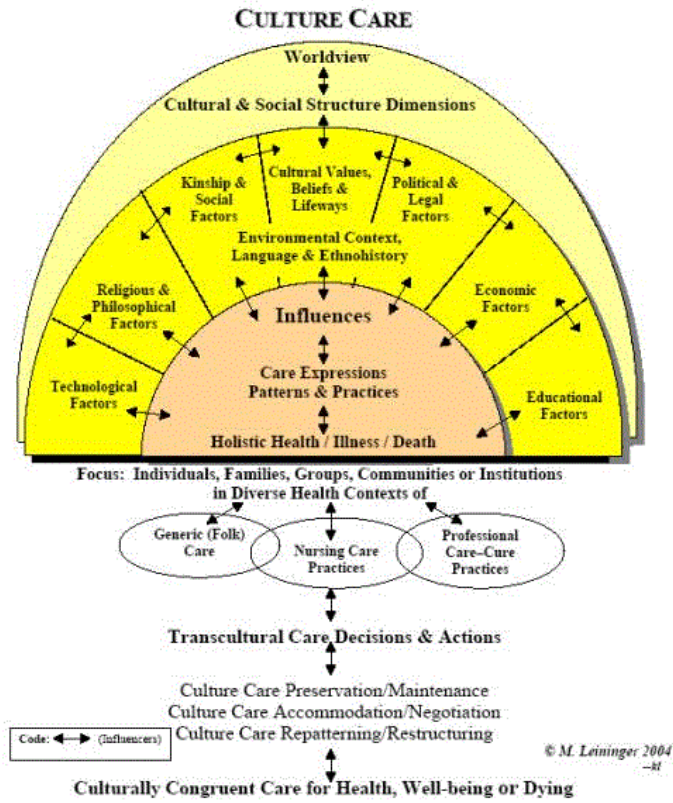 CULTURE CARE
Worldview
Cultural & Social Structure Dimensions
Kinship &
Social
Factors
Cultural Values,
Beliefs &
Lifeways
Political &
Legal
Factors
Environmental Context,
Language & Ethnohistory
Religious &
Philosophical
Factors
Economic
Factors
Technological
Factors
Educational
Factors
Influences
Care Expressions
Patterns & Practices
Holistic Health / Illness / Death
Focus: Individuals, Families, Groups, Communities or Institutions
in Diverse Health Contexts of
Generic (Folk)
Care
Nursing Care
Practices
Professional
Care–Cure
Practices
Transcultural Care Decisions & Actions
Culture Care Preservation/Maintenance
Culture Care Accommodation/Negotiation
Culture Care Repatterning/Restructuring
Code: (Influencers)
© M. Leininger 2004
--kl
Culturally Congruent Care for Health, Well-being or Dying